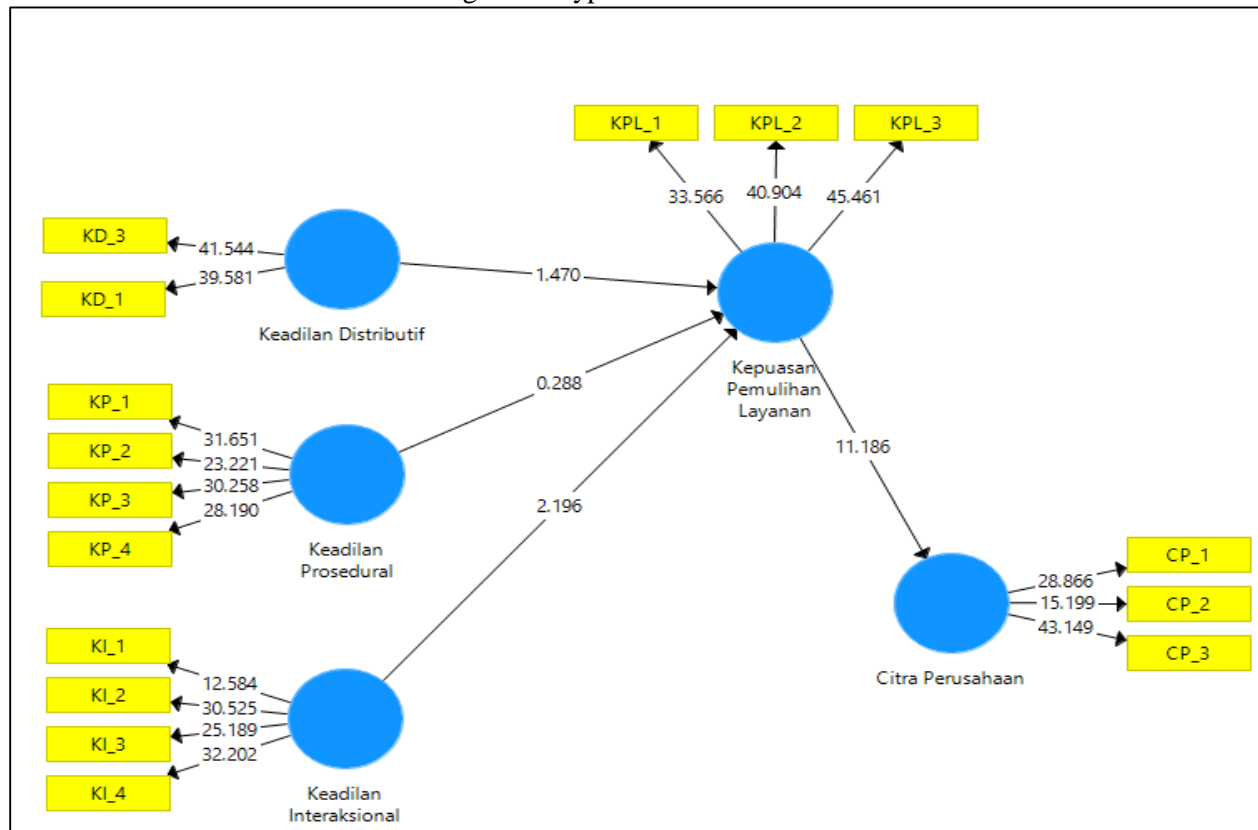 KPL_1 KPL_2 KPL_3
33.566 40.904 45.461
KD_3
KD_1
41.544
39.581
Keadilan Distributif
1.470
Kepuasan
Pemulihan
Layanan
KP_1
KP_2
KP_3
KP_4
31.651
23.221
30.258
28.190
Keadilan
Prosedural
0.288
11.186
KI_1
KI_2
KI_3
KI_4
12.584
30.525
25.189
32.202
Keadilan
Interaksional
2.196
Citra Perusahaan
28.866
15.199
43.149
CP_1
CP_2
CP_3